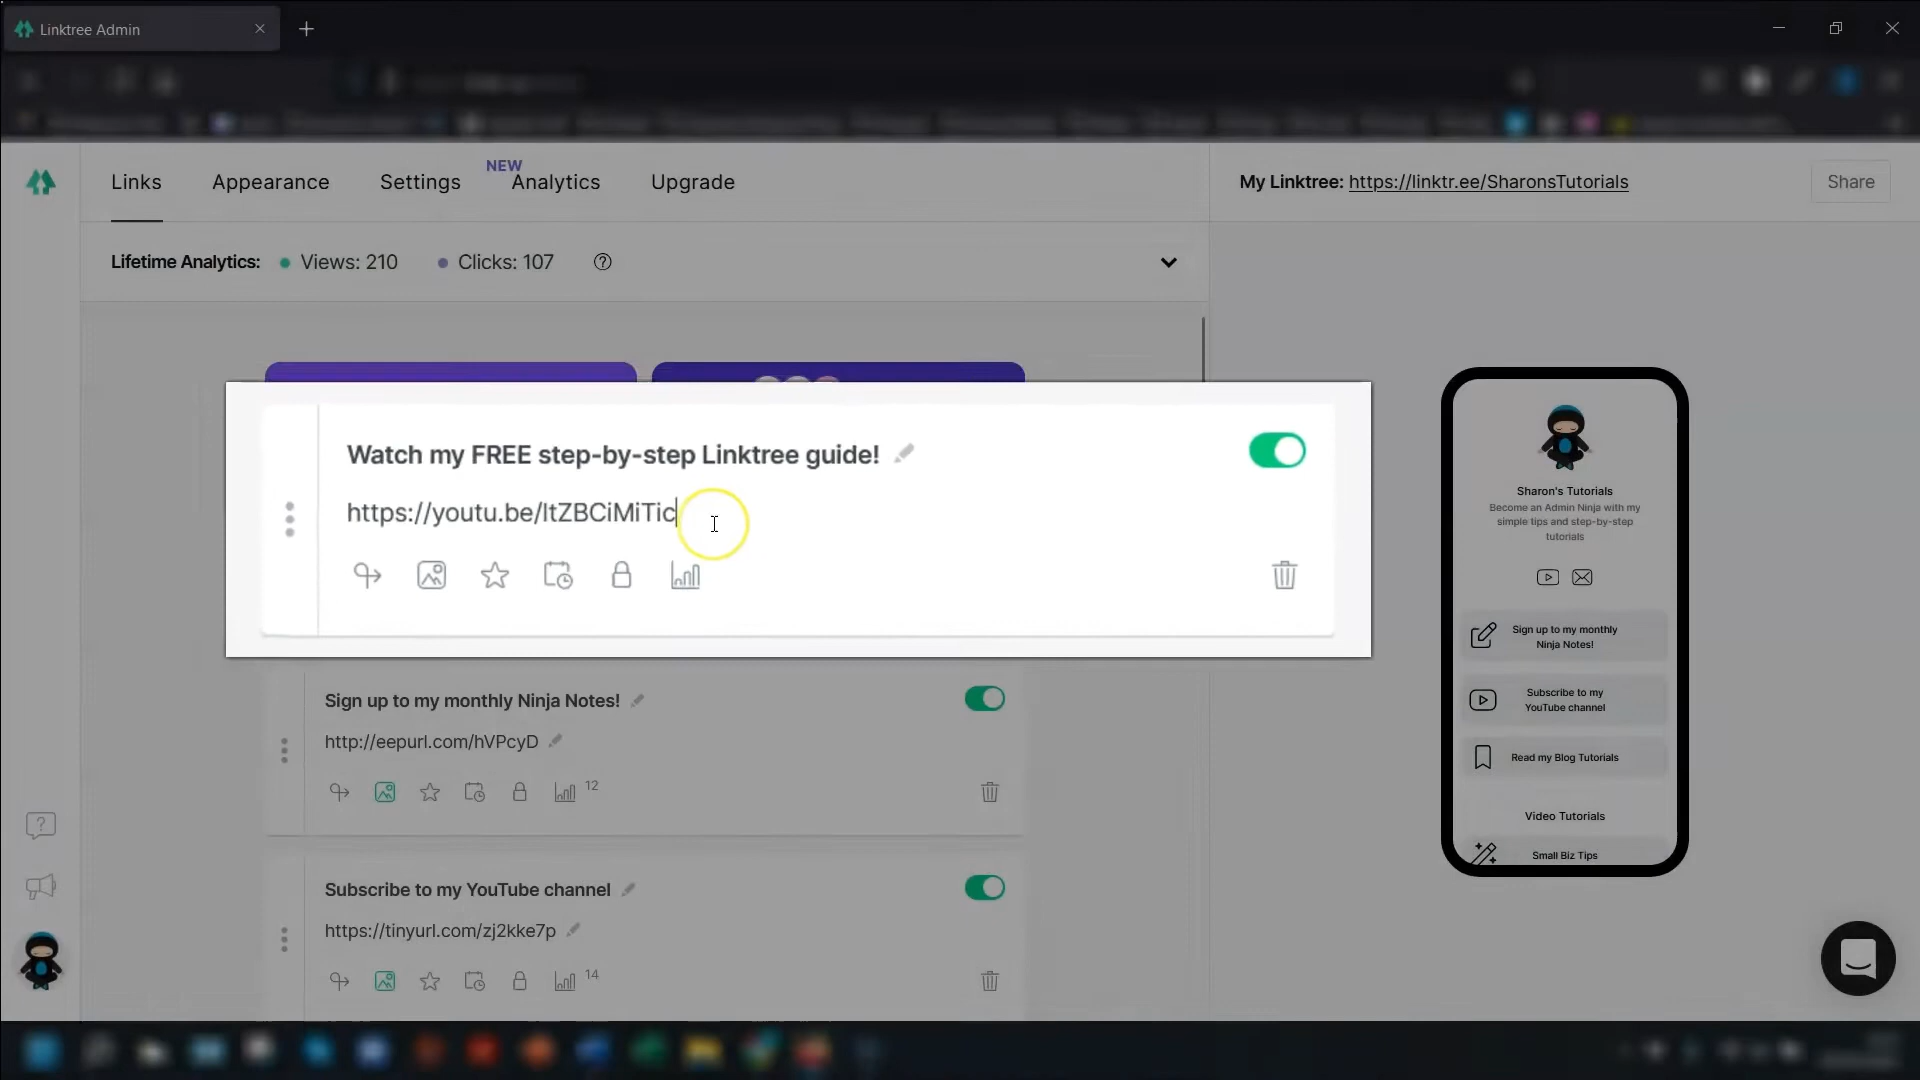 Linktree Admin
Links
Appearance
Settings
NEW
Analytics
Upgrade
My Linktree: https://linktr.ee/SharonsTutorials
Share
Lifetime Analytics:
Views: 210
Clicks: 107
Watch my FREE step-by-step Linktree guide!
https://youtu.be/ltZBCiMiTic
Sign up to my monthly Ninja Notes!
http://eepurl.com/hVPcyD
12
Subscribe to my YouTube channel
https://tinyurl.com/zj2kke7p
14
Sharon's Tutorials
Become an Admin Ninja with my
simple tips and step-by-step
tutorials
Sign up to my monthly
Ninja Notes!
Subscribe to my
YouTube channel
Read my Blog Tutorials
Video Tutorials
Small Biz Tips